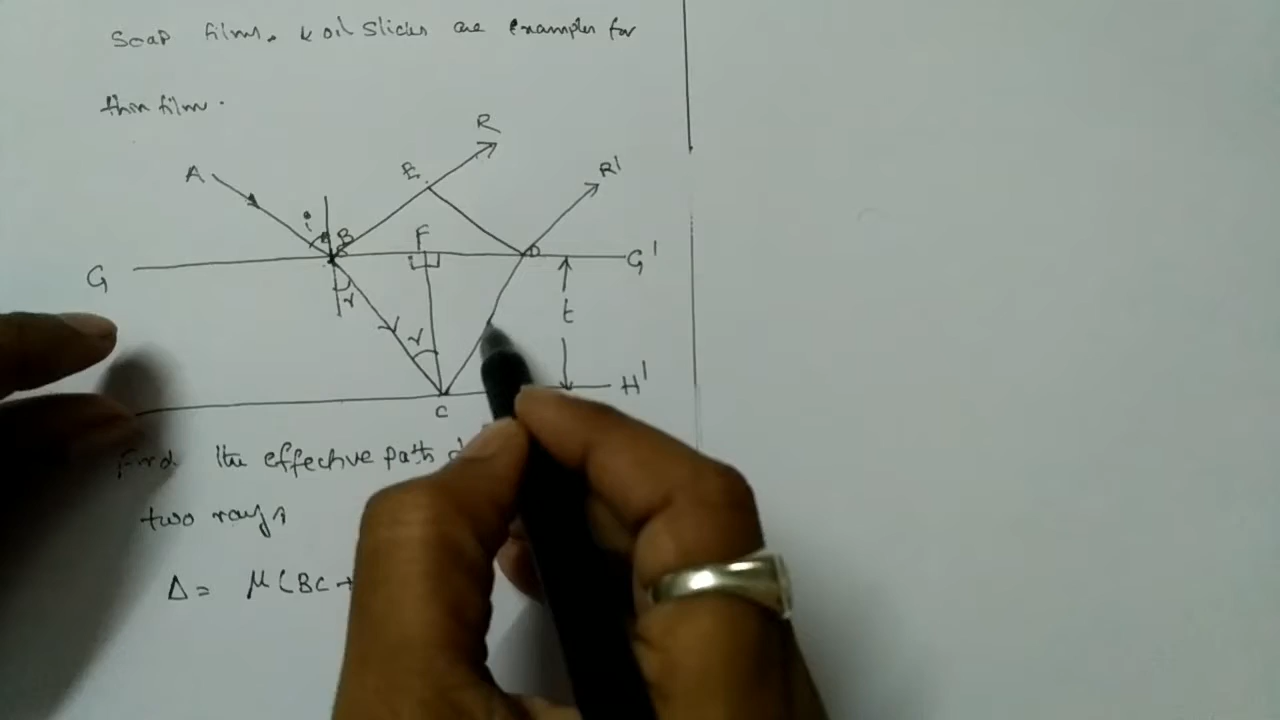 Soap films. & oil slicks are examples for
thin film.
R
A
E
R'
i
B
F
D
G'
G
r
t
r
H'
C
Find the effective path
two rays
Δ = μ(BC +